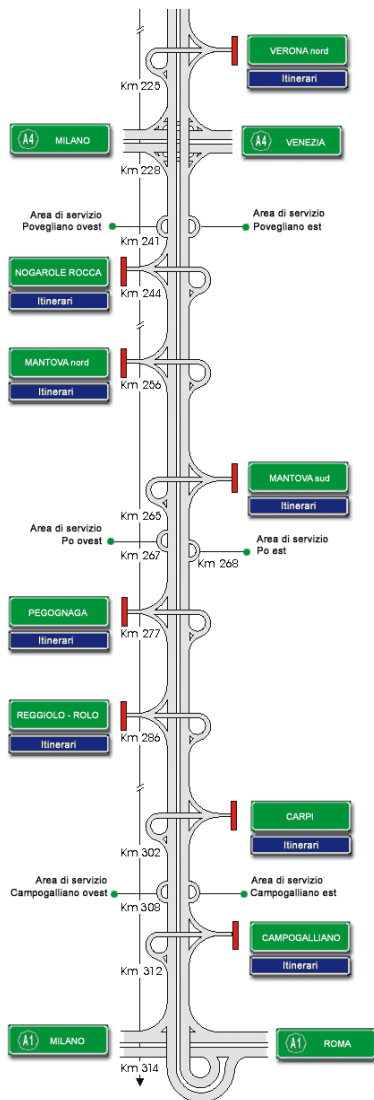 VERONA nord
Itinerari
Km 225
A4 MILANO
A4 VENEZIA
Km 228
Area di servizio
Povegliano ovest
Area di servizio
Povegliano est
Km 241
NOGAROLE ROCCA
Itinerari
Km 244
MANTOVA nord
Itinerari
Km 256
MANTOVA sud
Itinerari
Km 265
Area di servizio
Po ovest
Km 267
Area di servizio
Po est
Km 268
PEGOGNAGA
Itinerari
Km 277
REGGIOLO - ROLO
Itinerari
Km 286
CARPI
Itinerari
Km 302
Area di servizio
Campogalliano ovest
Area di servizio
Campogalliano est
Km 308
CAMPOGALLIANO
Itinerari
Km 312
A1 MILANO
A1 ROMA
Km 314